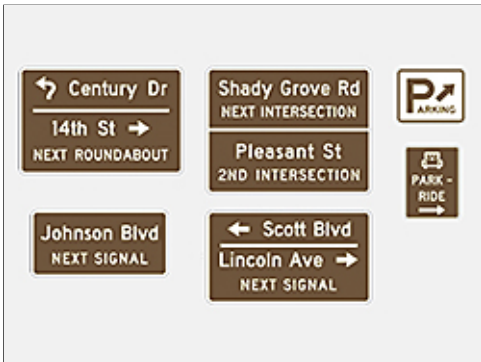 Century Dr
14th St
NEXT ROUNDABOUT
Shady Grove Rd
NEXT INTERSECTION
Pleasant St
2ND INTERSECTION
PARKING
PARK-
RIDE
Johnson Blvd
NEXT SIGNAL
Scott Blvd
Lincoln Ave
NEXT SIGNAL